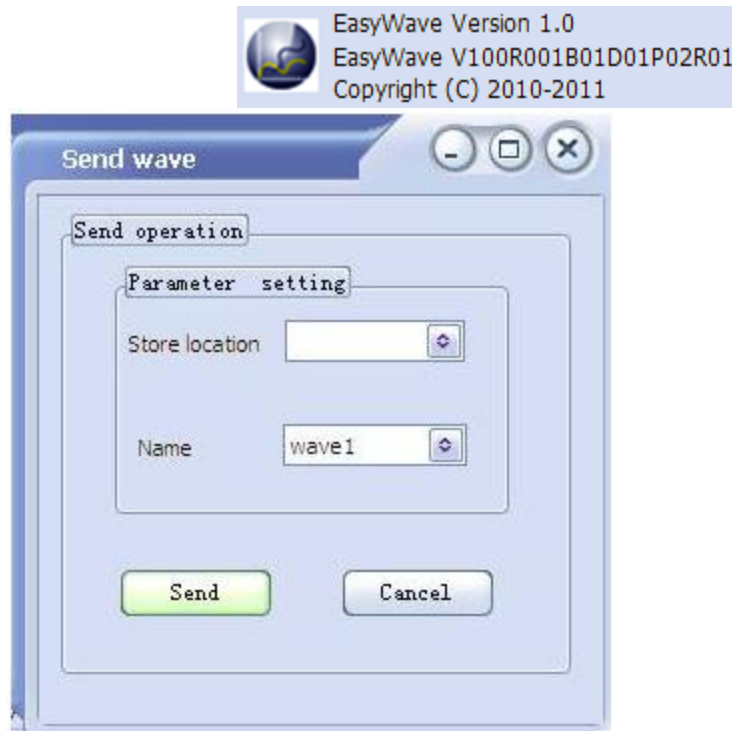 EasyWave Version 1.0
EasyWave V100R001B01D01P02R01
Copyright (C) 2010-2011
Send wave
Send operation
Parameter setting
Store location
Name wave1
Send Cancel